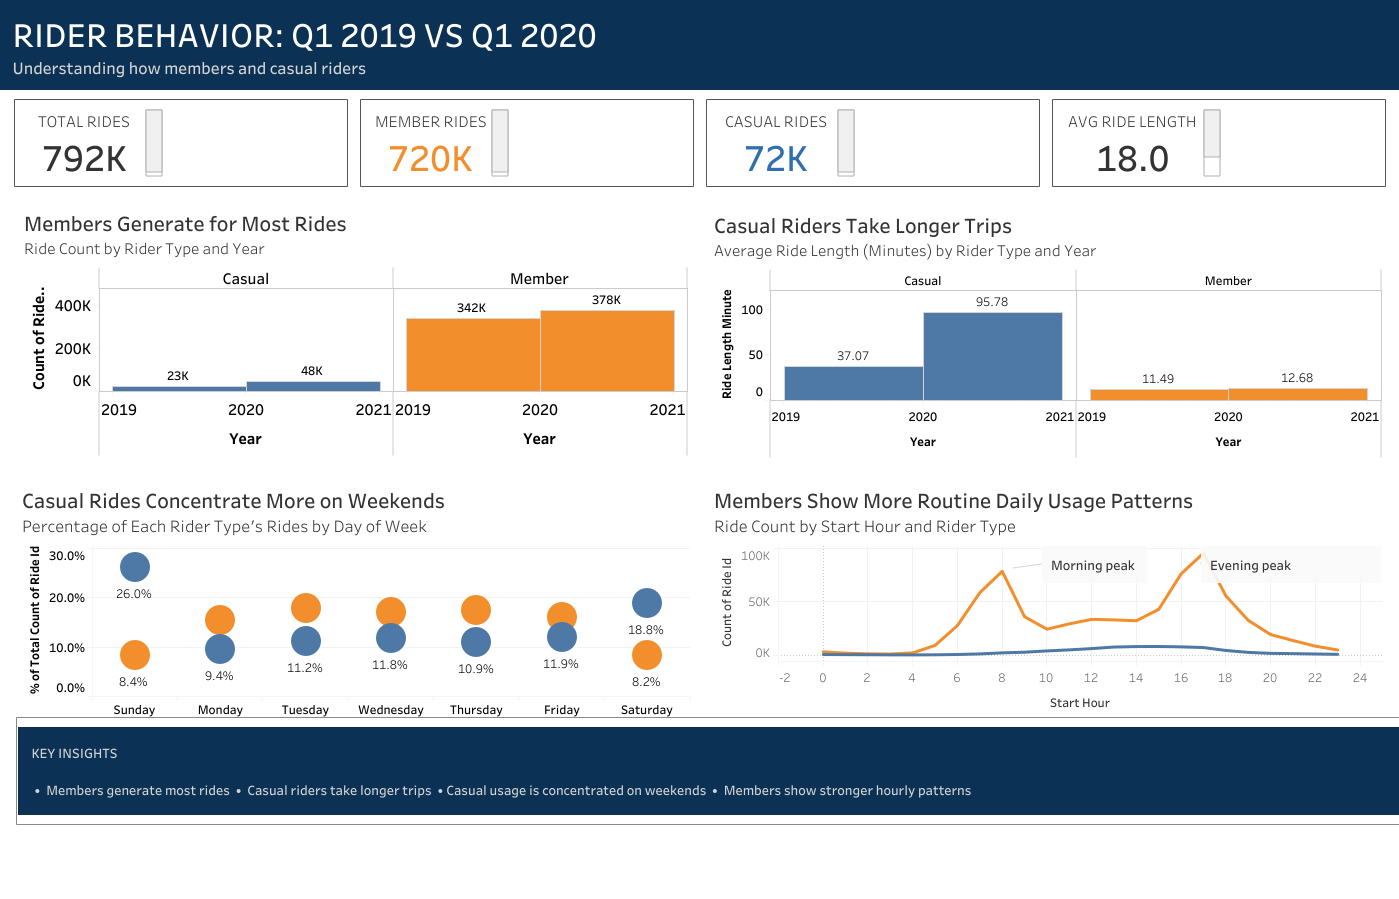 RIDER BEHAVIOR: Q1 2019 VS Q1 2020
Understanding how members and casual riders
TOTAL RIDES
792K
MEMBER RIDES
720K
CASUAL RIDES
72K
AVG RIDE LENGTH
18.0
Members Generate for Most Rides
Ride Count by Rider Type and Year
Casual Member
Count of Ride..
400K
200K
0K
23K 48K 342K 378K
2019 2020 2021 2019 2020 2021
Year Year
Casual Riders Take Longer Trips
Average Ride Length (Minutes) by Rider Type and Year
Casual Member
Ride Length Minute
100
50
0
37.07 95.78 11.49 12.68
2019 2020 2021 2019 2020 2021
Year Year
Casual Rides Concentrate More on Weekends
Percentage of Each Rider Type's Rides by Day of Week
% of Total Count of Ride Id
30.0%
20.0%
10.0%
0.0%
26.0%
8.4% 9.4% 11.2% 11.8% 10.9% 11.9% 18.8%
8.2%
Sunday Monday Tuesday Wednesday Thursday Friday Saturday
Members Show More Routine Daily Usage Patterns
Ride Count by Start Hour and Rider Type
Count of Ride Id
100K
50K
0K
Morning peak Evening peak
-2 0 2 4 6 8 10 12 14 16 18 20 22 24
Start Hour
KEY INSIGHTS
• Members generate most rides • Casual riders take longer trips • Casual usage is concentrated on weekends • Members show stronger hourly patterns